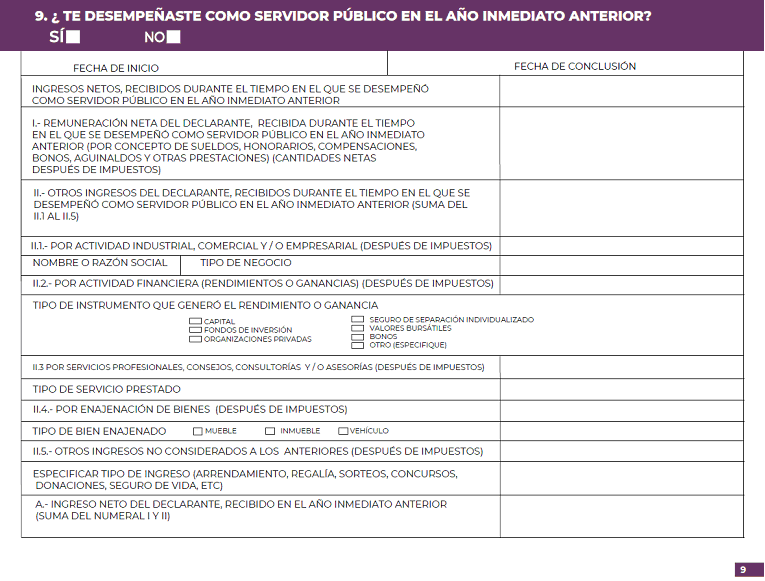 9. ¿ TE DESEMPEÑASTE COMO SERVIDOR PÚBLICO EN EL AÑO INMEDIATO ANTERIOR?
SÍ NO
FECHA DE INICIO FECHA DE CONCLUSIÓN
INGRESOS NETOS, RECIBIDOS DURANTE EL TIEMPO EN EL QUE SE DESEMPEÑÓ
COMO SERVIDOR PÚBLICO EN EL AÑO INMEDIATO ANTERIOR
I.- REMUNERACIÓN NETA DEL DECLARANTE, RECIBIDA DURANTE EL TIEMPO
EN EL QUE SE DESEMPEÑÓ COMO SERVIDOR PÚBLICO EN EL AÑO INMEDIATO
ANTERIOR (POR CONCEPTO DE SUELDOS, HONORARIOS, COMPENSACIONES,
BONOS, AGUINALDOS Y OTRAS PRESTACIONES) (CANTIDADES NETAS
DESPUÉS DE IMPUESTOS)
II.- OTROS INGRESOS DEL DECLARANTE, RECIBIDOS DURANTE EL TIEMPO EN EL QUE SE
DESEMPEÑÓ COMO SERVIDOR PÚBLICO EN EL AÑO INMEDIATO ANTERIOR (SUMA DEL
II.1 AL II.5)
II.1.- POR ACTIVIDAD INDUSTRIAL, COMERCIAL Y / O EMPRESARIAL (DESPUÉS DE IMPUESTOS)
NOMBRE O RAZÓN SOCIAL TIPO DE NEGOCIO
II.2.- POR ACTIVIDAD FINANCIERA (RENDIMIENTOS O GANANCIAS) (DESPUÉS DE IMPUESTOS)
TIPO DE INSTRUMENTO QUE GENERÓ EL RENDIMIENTO O GANANCIA
CAPITAL
FONDOS DE INVERSIÓN
ORGANIZACIONES PRIVADAS
SEGURO DE SEPARACIÓN INDIVIDUALIZADO
VALORES BURSÁTILES
BONOS
OTRO (ESPECIFIQUE)
II.3 POR SERVICIOS PROFESIONALES, CONSEJOS, CONSULTORÍAS Y / O ASESORÍAS (DESPUÉS DE IMPUESTOS)
TIPO DE SERVICIO PRESTADO
II.4.- POR ENAJENACIÓN DE BIENES (DESPUÉS DE IMPUESTOS)
TIPO DE BIEN ENAJENADO MUEBLE INMUEBLE VEHÍCULO
II.5.- OTROS INGRESOS NO CONSIDERADOS A LOS ANTERIORES (DESPUÉS DE IMPUESTOS)
ESPECIFICAR TIPO DE INGRESO (ARRENDAMIENTO, REGALÍA, SORTEOS, CONCURSOS,
DONACIONES, SEGURO DE VIDA, ETC)
A.- INGRESO NETO DEL DECLARANTE, RECIBIDO EN EL AÑO INMEDIATO ANTERIOR
(SUMA DEL NUMERAL I Y II)
9